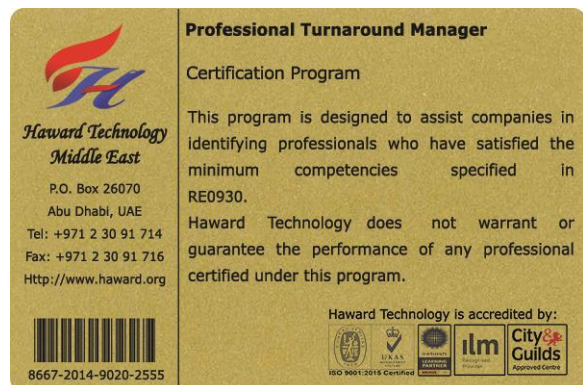 Haward Technology
Middle East
P.O. Box 26070
Abu Dhabi, UAE
Tel: +971 2 30 91 714
Fax: +971 2 30 91 716
Http://www.haward.org
8667-2014-9020-2555
Professional Turnaround Manager
Certification Program
This program is designed to assist companies in
identifying professionals who have satisfied the
minimum competencies specified in
RE0930.
Haward Technology does not warrant or
guarantee the performance of any professional
certified under this program.
Haward Technology is accredited by:
UKAS
ISO 9001:2015 Certified
LEARNING
PARTNER
ilm
Recognised
Provider
City&
Guilds
Approved Centre